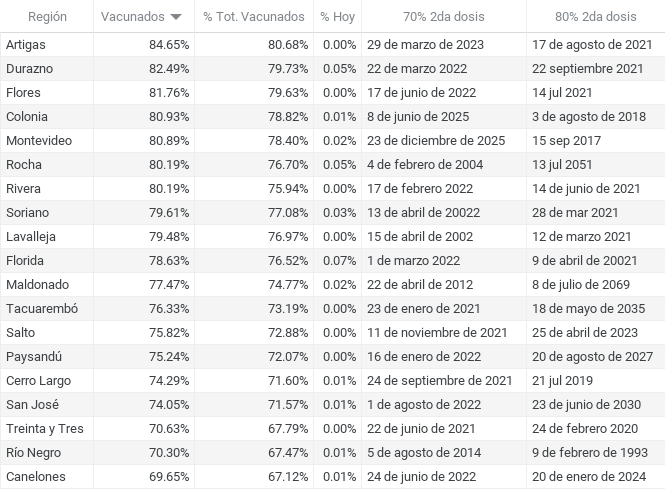 Región Vacunados % Tot. Vacunados % Hoy 70% 2da dosis 80% 2da dosis
Artigas 84.65% 80.68% 0.00% 29 de marzo de 2023 17 de agosto de 2021
Durazno 82.49% 79.73% 0.05% 22 de marzo 2022 22 septiembre 2021
Flores 81.76% 79.63% 0.00% 17 de junio de 2022 14 jul 2021
Colonia 80.93% 78.82% 0.01% 8 de junio de 2025 3 de agosto de 2018
Montevideo 80.89% 78.40% 0.02% 23 de diciembre de 2025 15 sep 2017
Rocha 80.19% 76.70% 0.05% 4 de febrero de 2004 13 jul 2051
Rivera 80.19% 75.94% 0.00% 17 de febrero 2022 14 de junio de 2021
Soriano 79.61% 77.08% 0.03% 13 de abril de 20022 28 de mar 2021
Lavalleja 79.48% 76.97% 0.00% 15 de abril de 2002 12 de marzo 2021
Florida 78.63% 76.52% 0.07% 1 de marzo 2022 9 de abril de 20021
Maldonado 77.47% 74.77% 0.02% 22 de abril de 2012 8 de julio de 2069
Tacuarembó 76.33% 73.19% 0.00% 23 de enero de 2021 18 de mayo de 2035
Salto 75.82% 72.88% 0.00% 11 de noviembre de 2021 25 de abril de 2023
Paysandú 75.24% 72.07% 0.00% 16 de enero de 2022 20 de agosto de 2027
Cerro Largo 74.29% 71.60% 0.01% 24 de septiembre de 2021 21 jul 2019
San José 74.05% 71.57% 0.01% 1 de agosto de 2022 23 de junio de 2030
Treinta y Tres 70.63% 67.79% 0.00% 22 de junio de 2021 24 de febrero 2020
Río Negro 70.30% 67.47% 0.01% 5 de agosto de 2014 9 de febrero de 1993
Canelones 69.65% 67.12% 0.01% 24 de junio de 2022 20 de enero de 2024